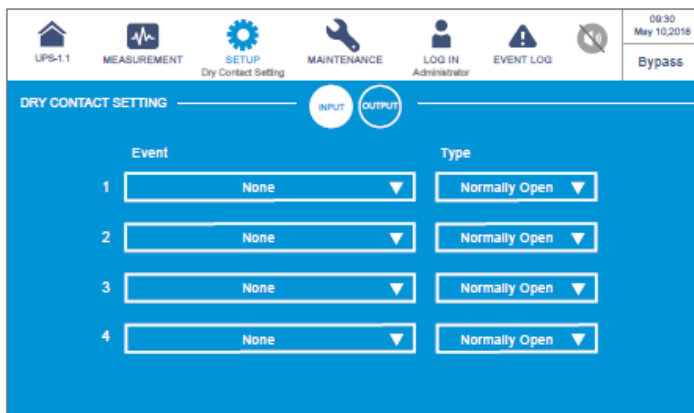 09:30
May 10,2018
UPS-1.1 MEASUREMENT SETUP MAINTENANCE LOG IN EVENT LOG
Dry Contact Setting Administrator
Bypass
DRY CONTACT SETTING INPUT OUTPUT
Event Type
1 None Normally Open
2 None Normally Open
3 None Normally Open
4 None Normally Open